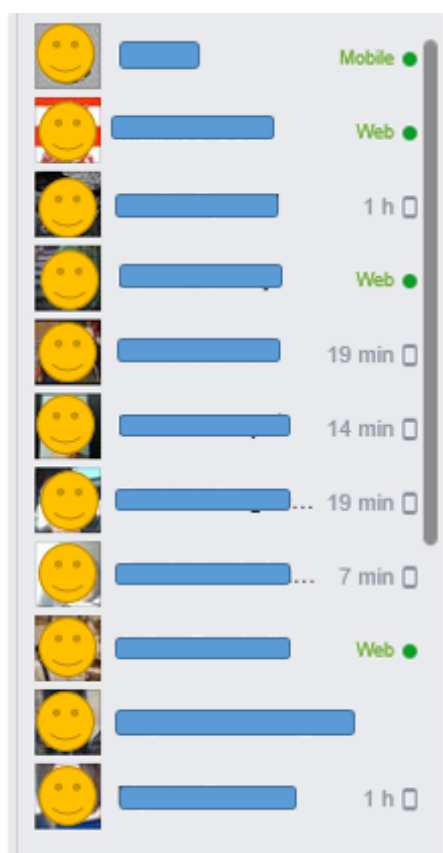 Mobile
Web
1 h
Web
19 min
14 min
... 19 min
... 7 min
Web
1 h